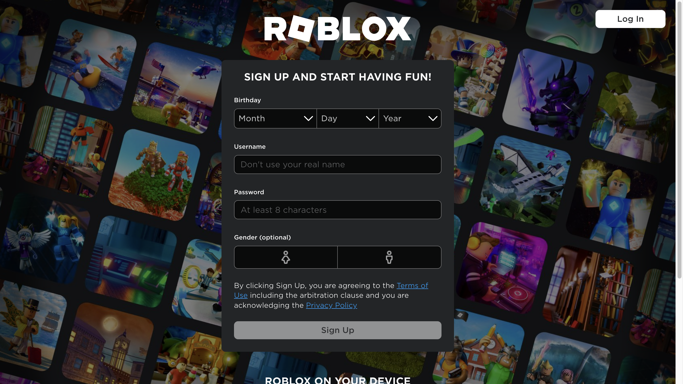 ROBLOX
Log In
SIGN UP AND START HAVING FUN!
Birthday
Month Day Year
Username
Don't use your real name
Password
At least 8 characters
Gender (optional)
By clicking Sign Up, you are agreeing to the Terms of
Use including the arbitration clause and you are
acknowledging the Privacy Policy
Sign Up
ROBLOX ON YOUR DEVICE